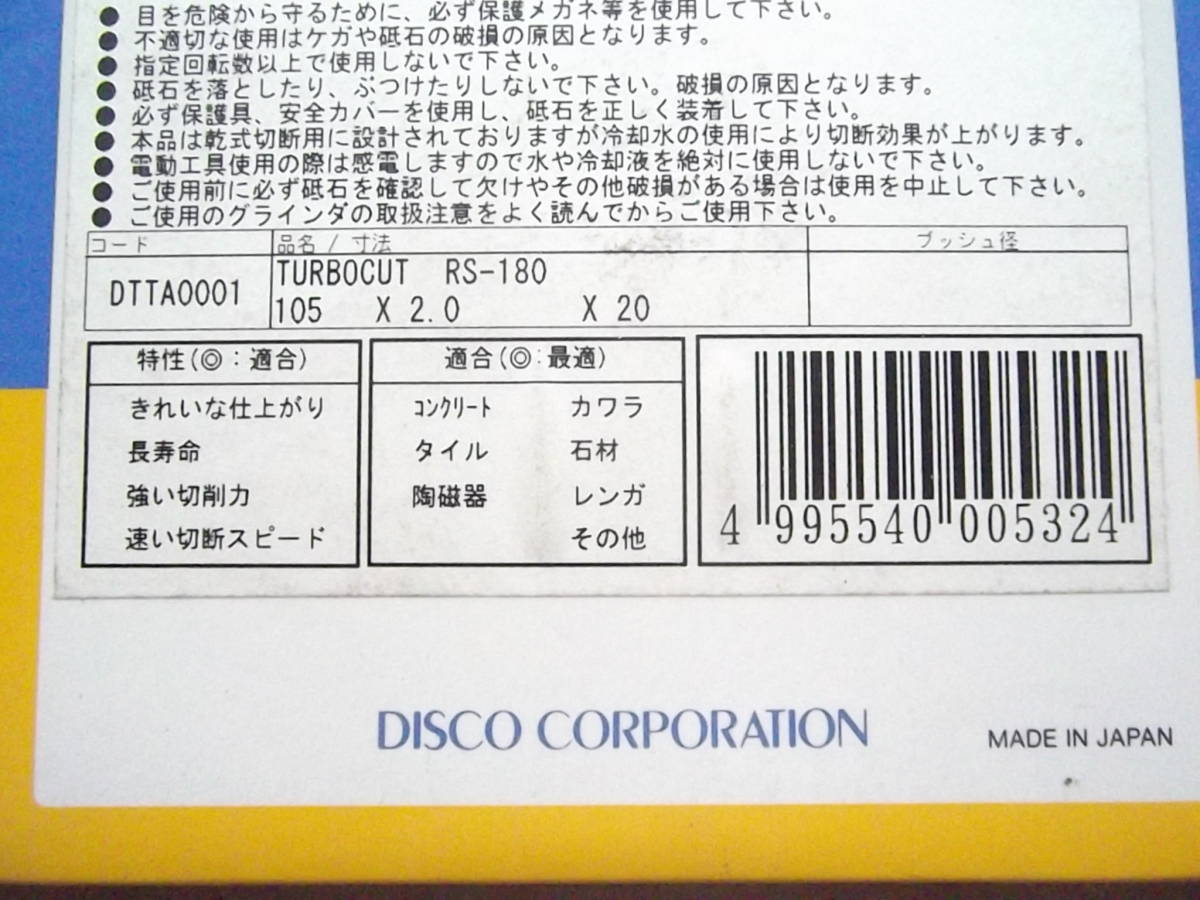 ● 目を危険から守るために、必ず保護メガネ等を使用して下さい。
● 不適切な使用はケガや砥石の破損の原因となります。
● 指定回転数以上で使用しないで下さい。
● 砥石を落としたり、ぶつけたりしないで下さい。破損の原因となります。
● 必ず保護具、安全カバーを使用し、砥石を正しく装着して下さい。
● 本品は乾式切断用に設計されておりますが冷却水の使用により切断効果が上がります。
● 電動工具使用の際は感電しますので水や冷却液を絶対に使用しないで下さい。
● ご使用前に必ず砥石を確認して欠けやその他破損がある場合は使用を中止して下さい。
● ご使用のグラインダの取扱注意をよく読んでからご使用下さい。
コード 品名 / 寸法 ブッシュ径
DTTA0001 TURBOCUT RS-180
105 X 2.0 X 20
特性(◎:適合)
きれいな仕上がり
長寿命
強い切削力
速い切断スピード
適合(◎:最適)
コンクリート カワラ
タイル 石材
陶磁器 レンガ
その他
4 995540 005324
DISCO CORPORATION
MADE IN JAPAN